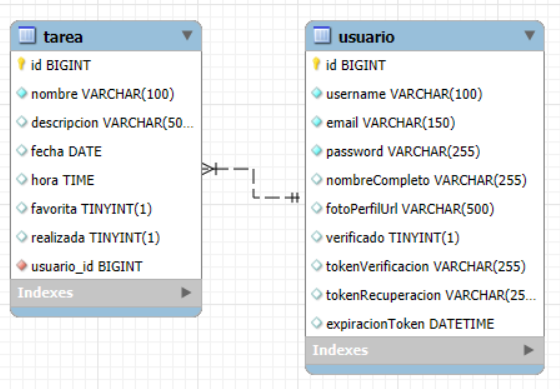 tarea
id BIGINT
nombre VARCHAR(100)
descripcion VARCHAR(50...
fecha DATE
hora TIME
favorita TINYINT(1)
realizada TINYINT(1)
usuario_id BIGINT
Indexes
usuario
id BIGINT
username VARCHAR(100)
email VARCHAR(150)
password VARCHAR(255)
nombreCompleto VARCHAR(255)
fotoPerfilUrl VARCHAR(500)
verificado TINYINT(1)
tokenVerificacion VARCHAR(255)
tokenRecuperacion VARCHAR(25...
expiracionToken DATETIME
Indexes